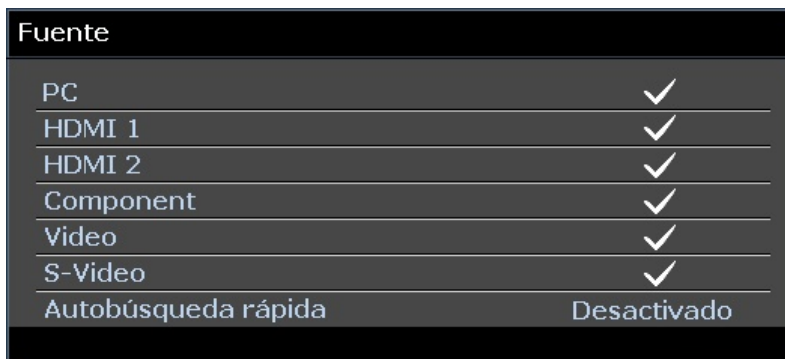 Fuente
PC ✓
HDMI 1 ✓
HDMI 2 ✓
Component ✓
Video ✓
S-Video ✓
Autobúsqueda rápida Desactivado